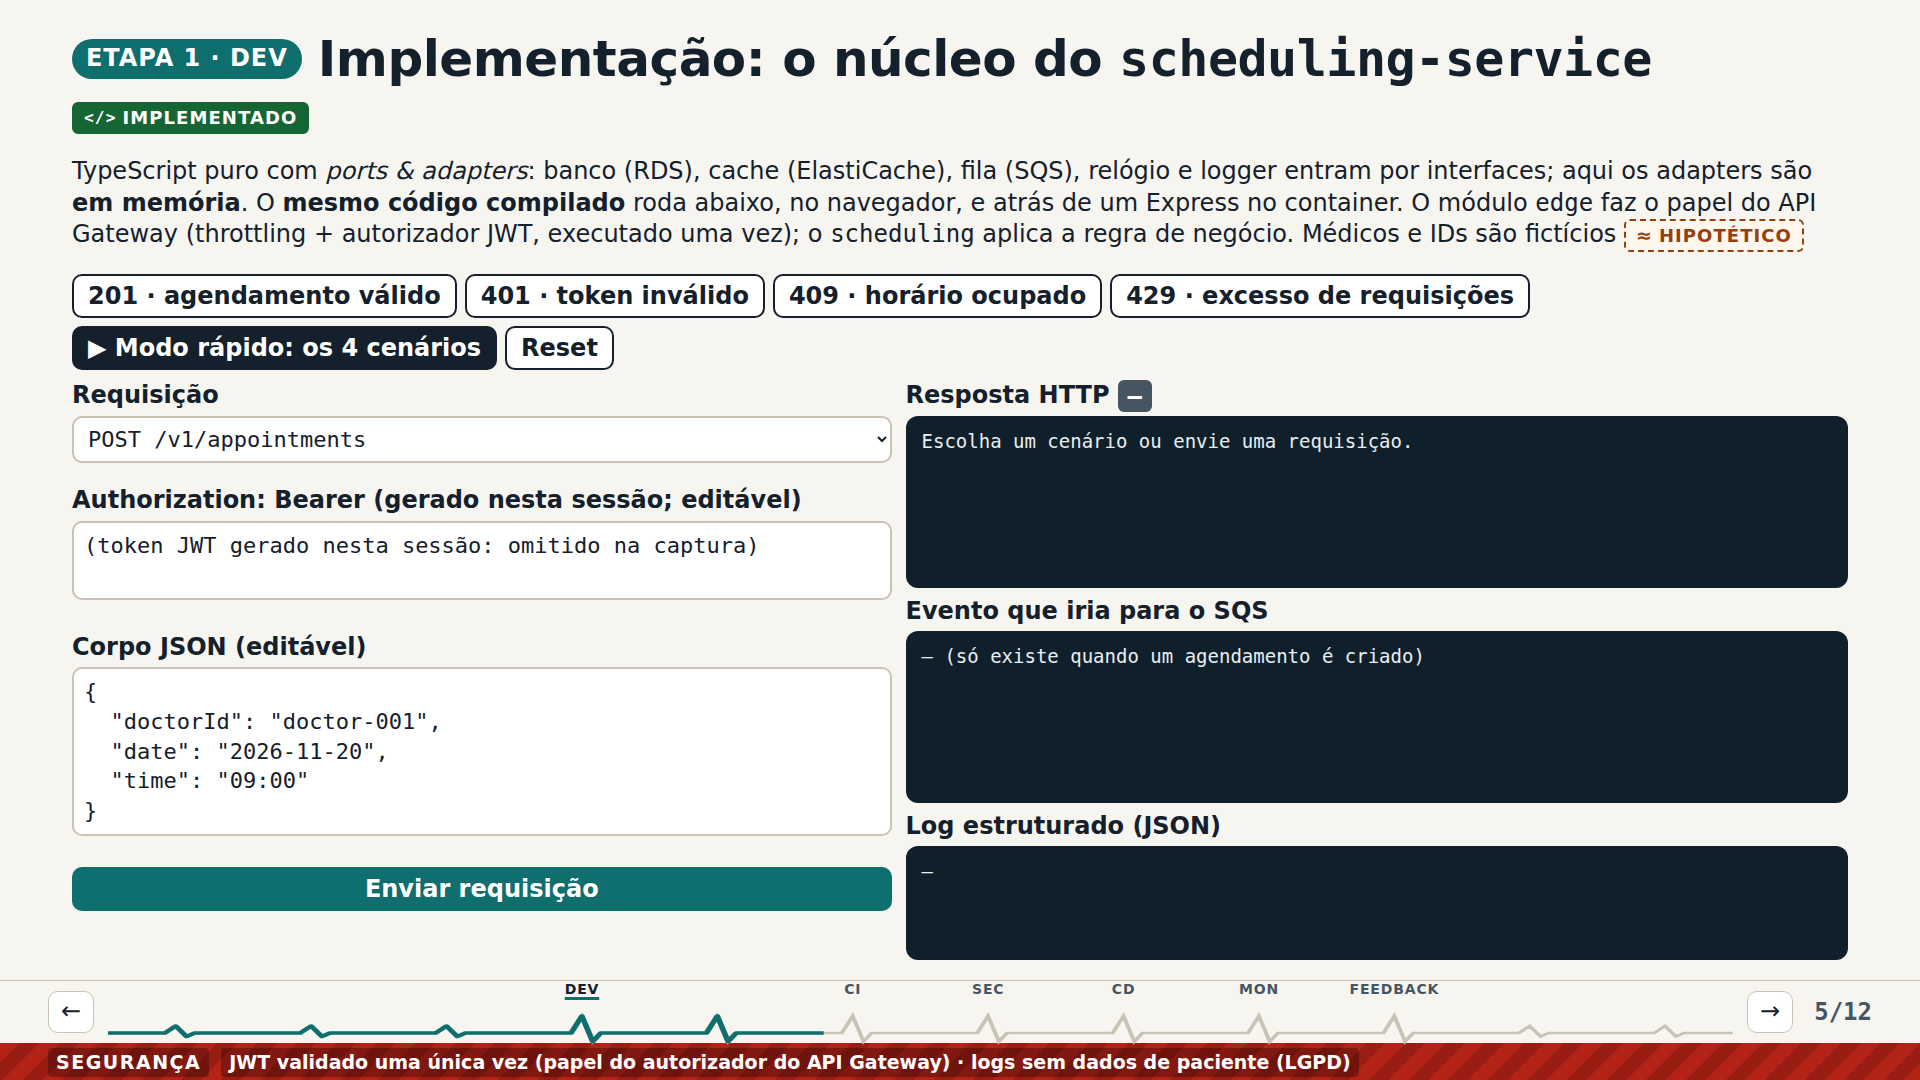 ETAPA 1 · DEV Implementação: o núcleo do scheduling-service
</> IMPLEMENTADO
TypeScript puro com ports & adapters: banco (RDS), cache (ElastiCache), fila (SQS), relógio e logger entram por interfaces; aqui os adapters são
em memória. O mesmo código compilado roda abaixo, no navegador, e atrás de um Express no container. O módulo edge faz o papel do API
Gateway (throttling + autorizador JWT, executado uma vez); o scheduling aplica a regra de negócio. Médicos e IDs são fictícios ≈ HIPOTÉTICO
201 · agendamento válido
401 · token inválido
409 · horário ocupado
429 · excesso de requisições
▶ Modo rápido: os 4 cenários
Reset
Requisição
POST /v1/appointments
Authorization: Bearer (gerado nesta sessão; editável)
(token JWT gerado nesta sessão: omitido na captura)
Corpo JSON (editável)
{
  "doctorId": "doctor-001",
  "date": "2026-11-20",
  "time": "09:00"
}
Enviar requisição
Resposta HTTP —
Escolha um cenário ou envie uma requisição.
Evento que iria para o SQS
— (só existe quando um agendamento é criado)
Log estruturado (JSON)
—
←
DEV
CI
SEC
CD
MON
FEEDBACK
→
5/12
SEGURANÇA JWT validado uma única vez (papel do autorizador do API Gateway) · logs sem dados de paciente (LGPD)